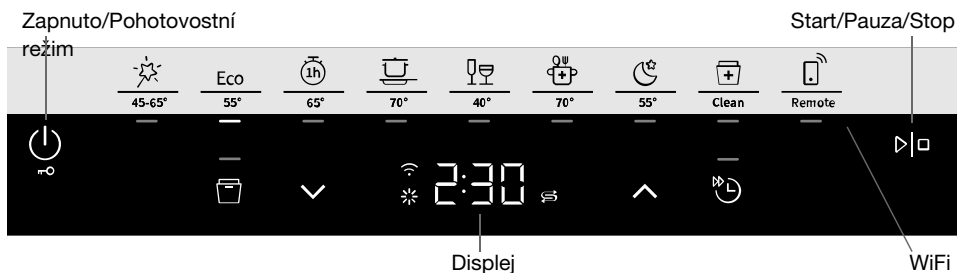 Zapnuto/Pohotovostní
režim
Start/Pauza/Stop
Eco
1h
45-65° 55° 65° 70° 40° 70° 55° Clean Remote
2:30
Displej
WiFi